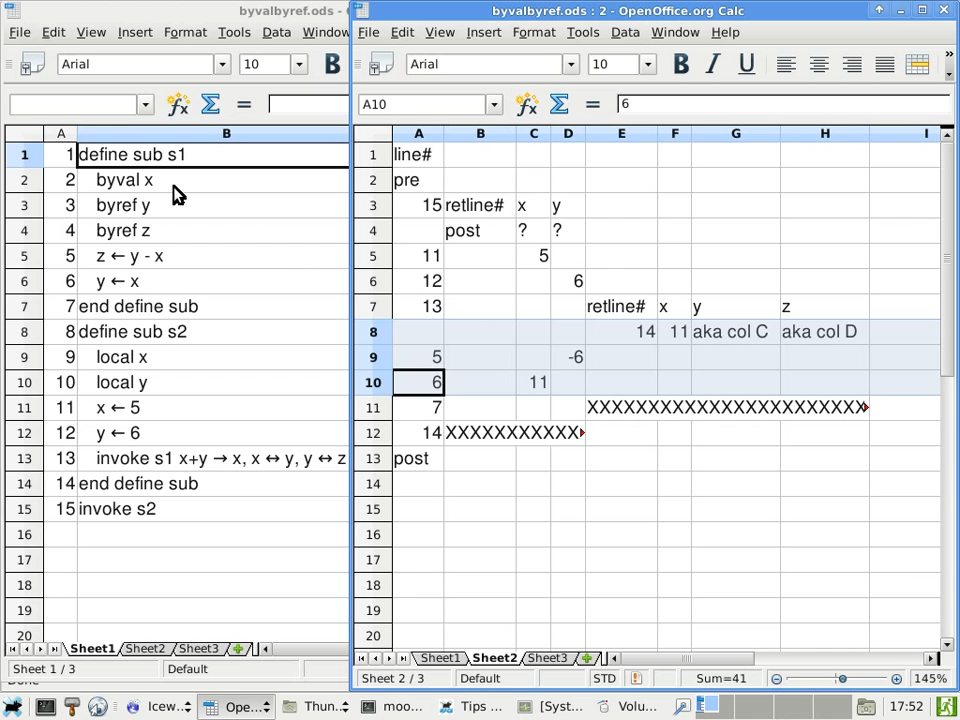 byvalbyref.ods - C
File Edit View Insert Format Tools Data Window
Arial 10 B
A B
1 1 define sub s1
2 2 byval x
3 3 byref y
4 4 byref z
5 5 z ← y - x
6 6 y ← x
7 7 end define sub
8 8 define sub s2
9 9 local x
10 10 local y
11 11 x ← 5
12 12 y ← 6
13 13 invoke s1 x+y → x, x ↔ y, y ↔ z
14 14 end define sub
15 15 invoke s2
16
17
18
19
20
Sheet1 Sheet2 Sheet3
Sheet 1 / 3 Default
byvalbyref.ods : 2 - OpenOffice.org Calc
File Edit View Insert Format Tools Data Window Help
Arial 10 B I U
A10 6
A B C D E F G H I
1 line#
2 pre
3 15 retline# x y
4 post ? ?
5 11 5
6 12 6
7 13 retline# x y z
8 14 11 aka col C aka col D
9 5 -6
10 6 11
11 7 XXXXXXXXXXXXXXXXXXXXXXX
12 14 XXXXXXXXXXX
13 post
14
15
16
17
18
19
20
Sheet1 Sheet2 Sheet3
Sheet 2 / 3 Default STD Sum=41 145%
Icew... Ope... Thun... moo... Tips ... [Syst... Volu... 17:52